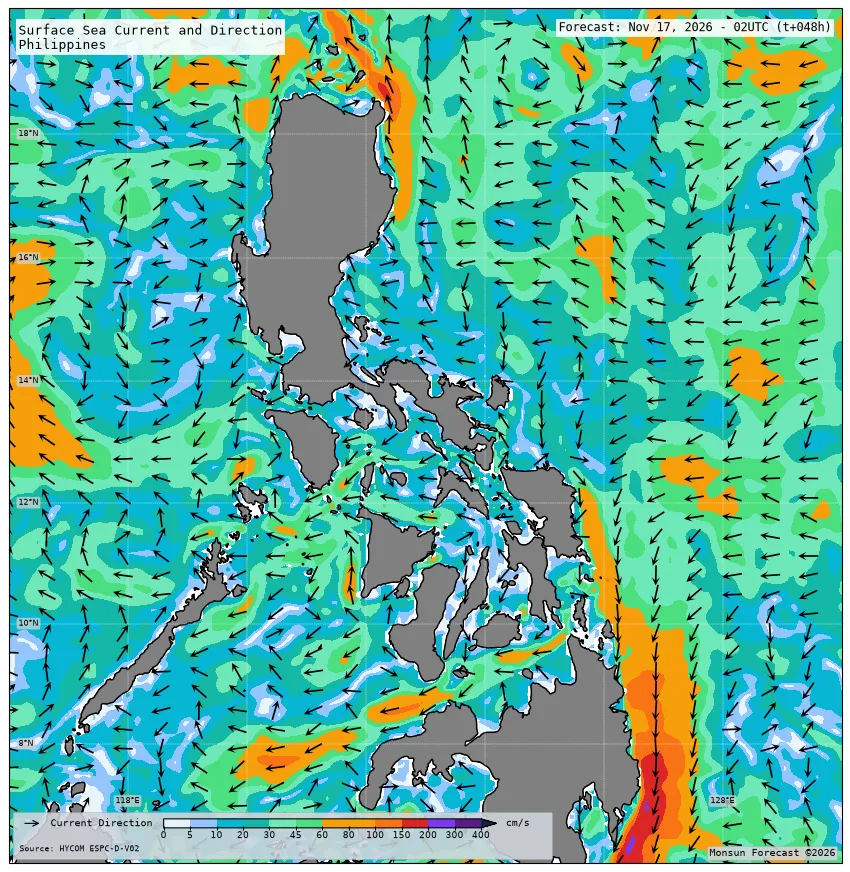 Surface Sea Current and Direction
Philippines
Forecast: Nov 17, 2026 - 02UTC (t+048h)
18°N
16°N
14°N
12°N
10°N
8°N
118°E
128°E
Current Direction
cm/s
0 5 10 20 30 45 60 80 100 150 200 300 400
Source: HYCOM ESPC-D-V02
Monsun Forecast ©2026